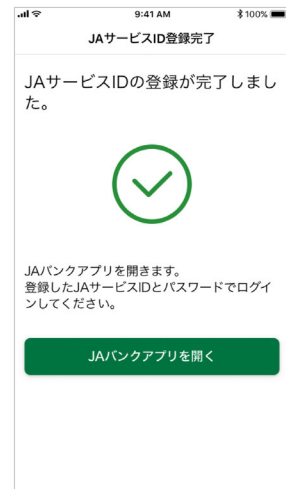 9:41 AM
100%
JAサービスID登録完了
JAサービスIDの登録が完了しまし
た。
JAバンクアプリを開きます。
登録したJAサービスIDとパスワードでログイ
ンしてください。
JAバンクアプリを開く